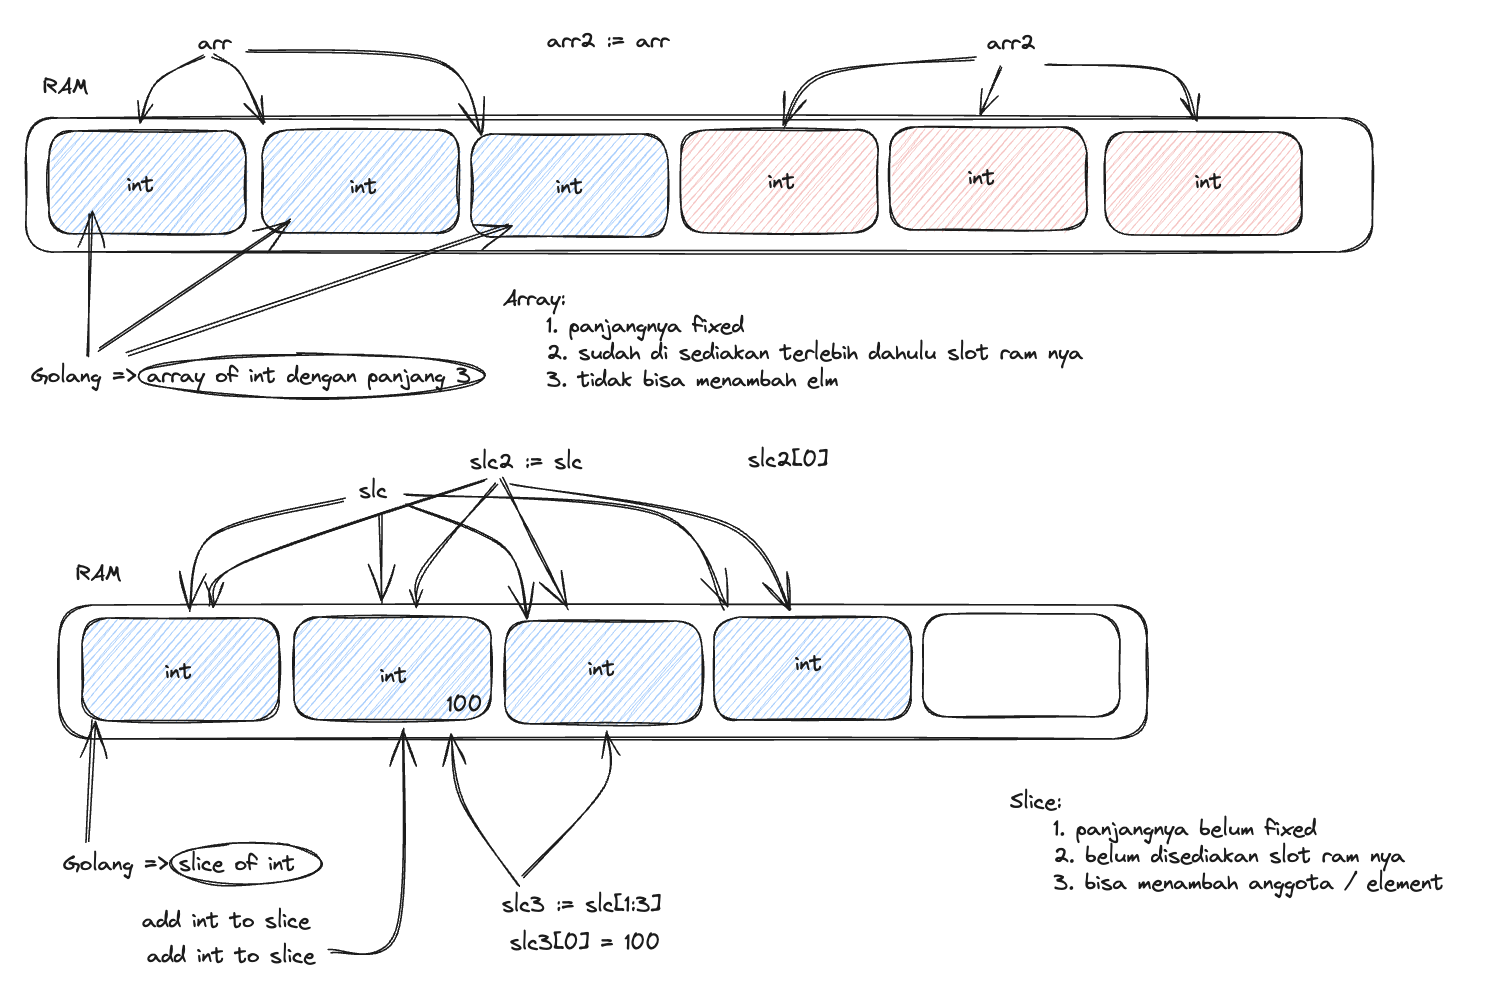 arr
arr2 := arr
arr2
RAM
int
int
int
int
int
int
Array:
1. panjangnya fixed
2. sudah di sediakan terlebih dahulu slot ram nya
3. tidak bisa menambah elm
Golang => array of int dengan panjang 3
slc2 := slc
slc2[0]
slc
RAM
int
int
int
int
100
Slice:
1. panjangnya belum fixed
2. belum disediakan slot ram nya
3. bisa menambah anggota / element
Golang => slice of int
add int to slice
add int to slice
slc3 := slc[1:3]
slc3[0] = 100